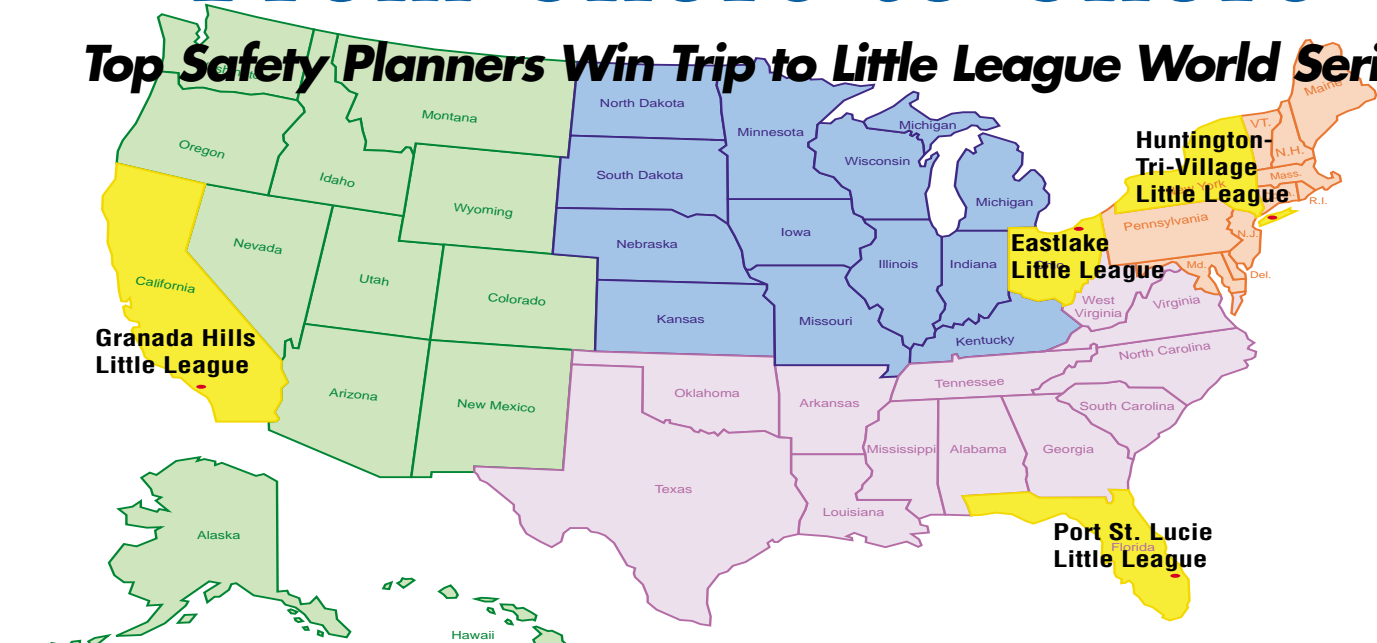 Top Safety Planners Win Trip to Little League World Seri
Maine
Montana
North Dakota
Minnesota
Michigan
VT.
Huntington-
Tri-Village
Little League
Oregon
Wisconsin
N.H.
Idaho
South Dakota
Mass.
New York
Wyoming
Michigan
R.I.
Nevada
Nebraska
Iowa
Pennsylvania
N.J.
Eastlake
Little League
Illinois
Indiana
Md.
Del.
California
Utah
Colorado
West
Virginia
Virginia
Kansas
Missouri
Kentucky
Granada Hills
Little League
North Carolina
Tennessee
Arizona
New Mexico
Oklahoma
Arkansas
South Carolina
Mississippi
Alabama
Georgia
Texas
Louisiana
Alaska
Port St. Lucie
Florida
Little League
Hawaii